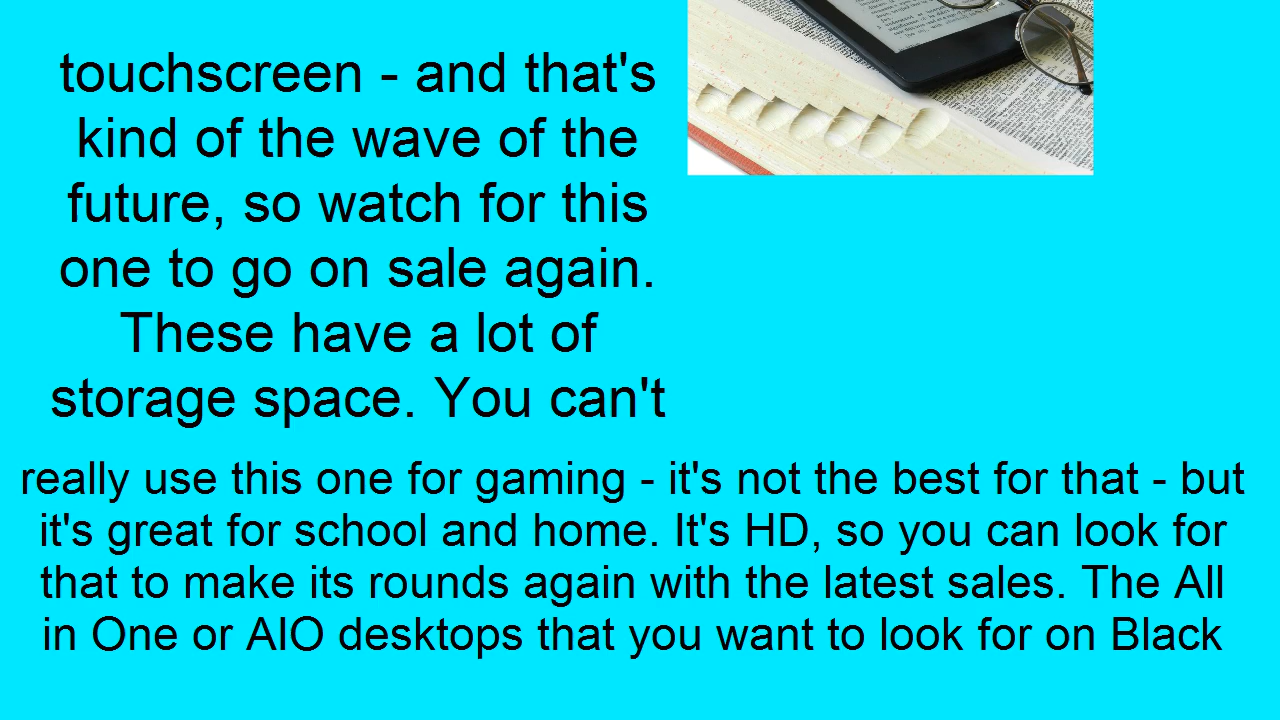 touchscreen - and that's
kind of the wave of the
future, so watch for this
one to go on sale again.
These have a lot of
storage space. You can't
really use this one for gaming - it's not the best for that - but
it's great for school and home. It's HD, so you can look for
that to make its rounds again with the latest sales. The All
in One or AIO desktops that you want to look for on Black